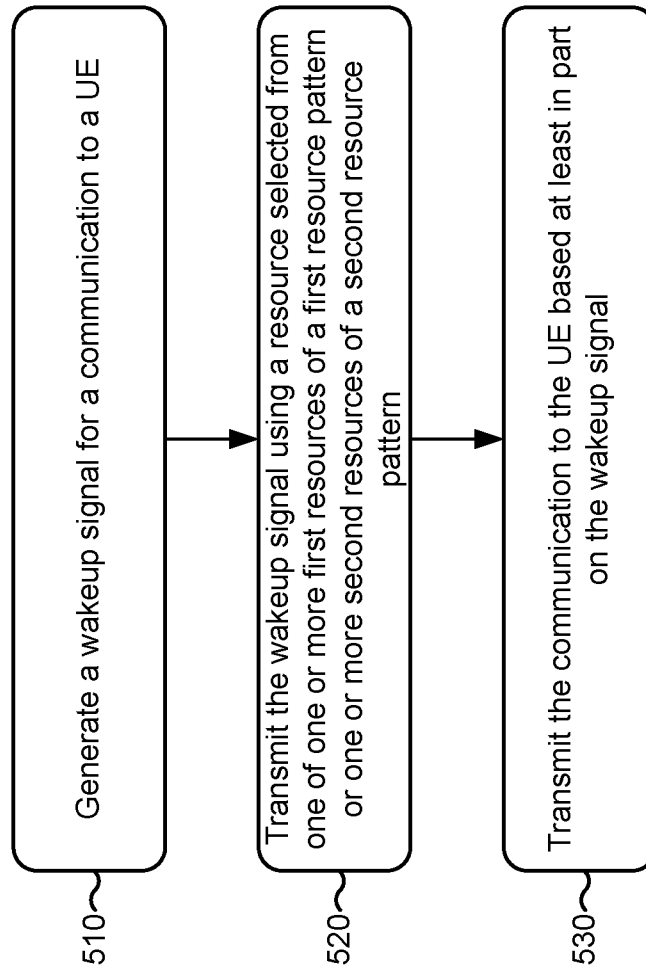 510
Generate a wakeup signal for a communication to a UE
520
Transmit the wakeup signal using a resource selected from
one of one or more first resources of a first resource pattern
or one or more second resources of a second resource
pattern
530
Transmit the communication to the UE based at least in part
on the wakeup signal